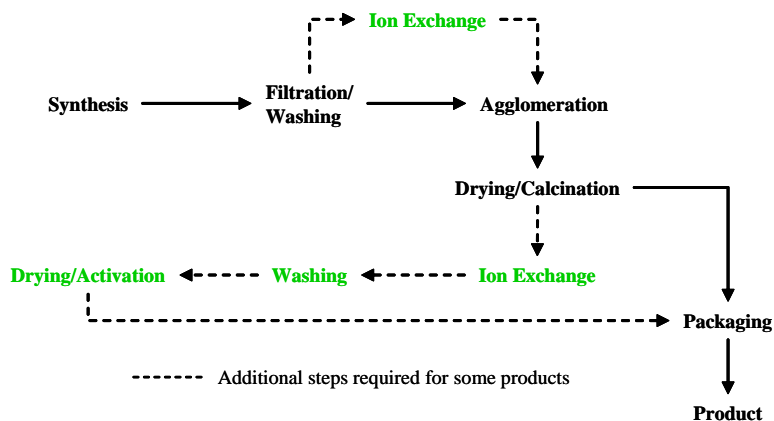 Ion Exchange
Synthesis
Filtration/
Washing
Agglomeration
Drying/Calcination
Drying/Activation
Washing
Ion Exchange
Packaging
Additional steps required for some products
Product